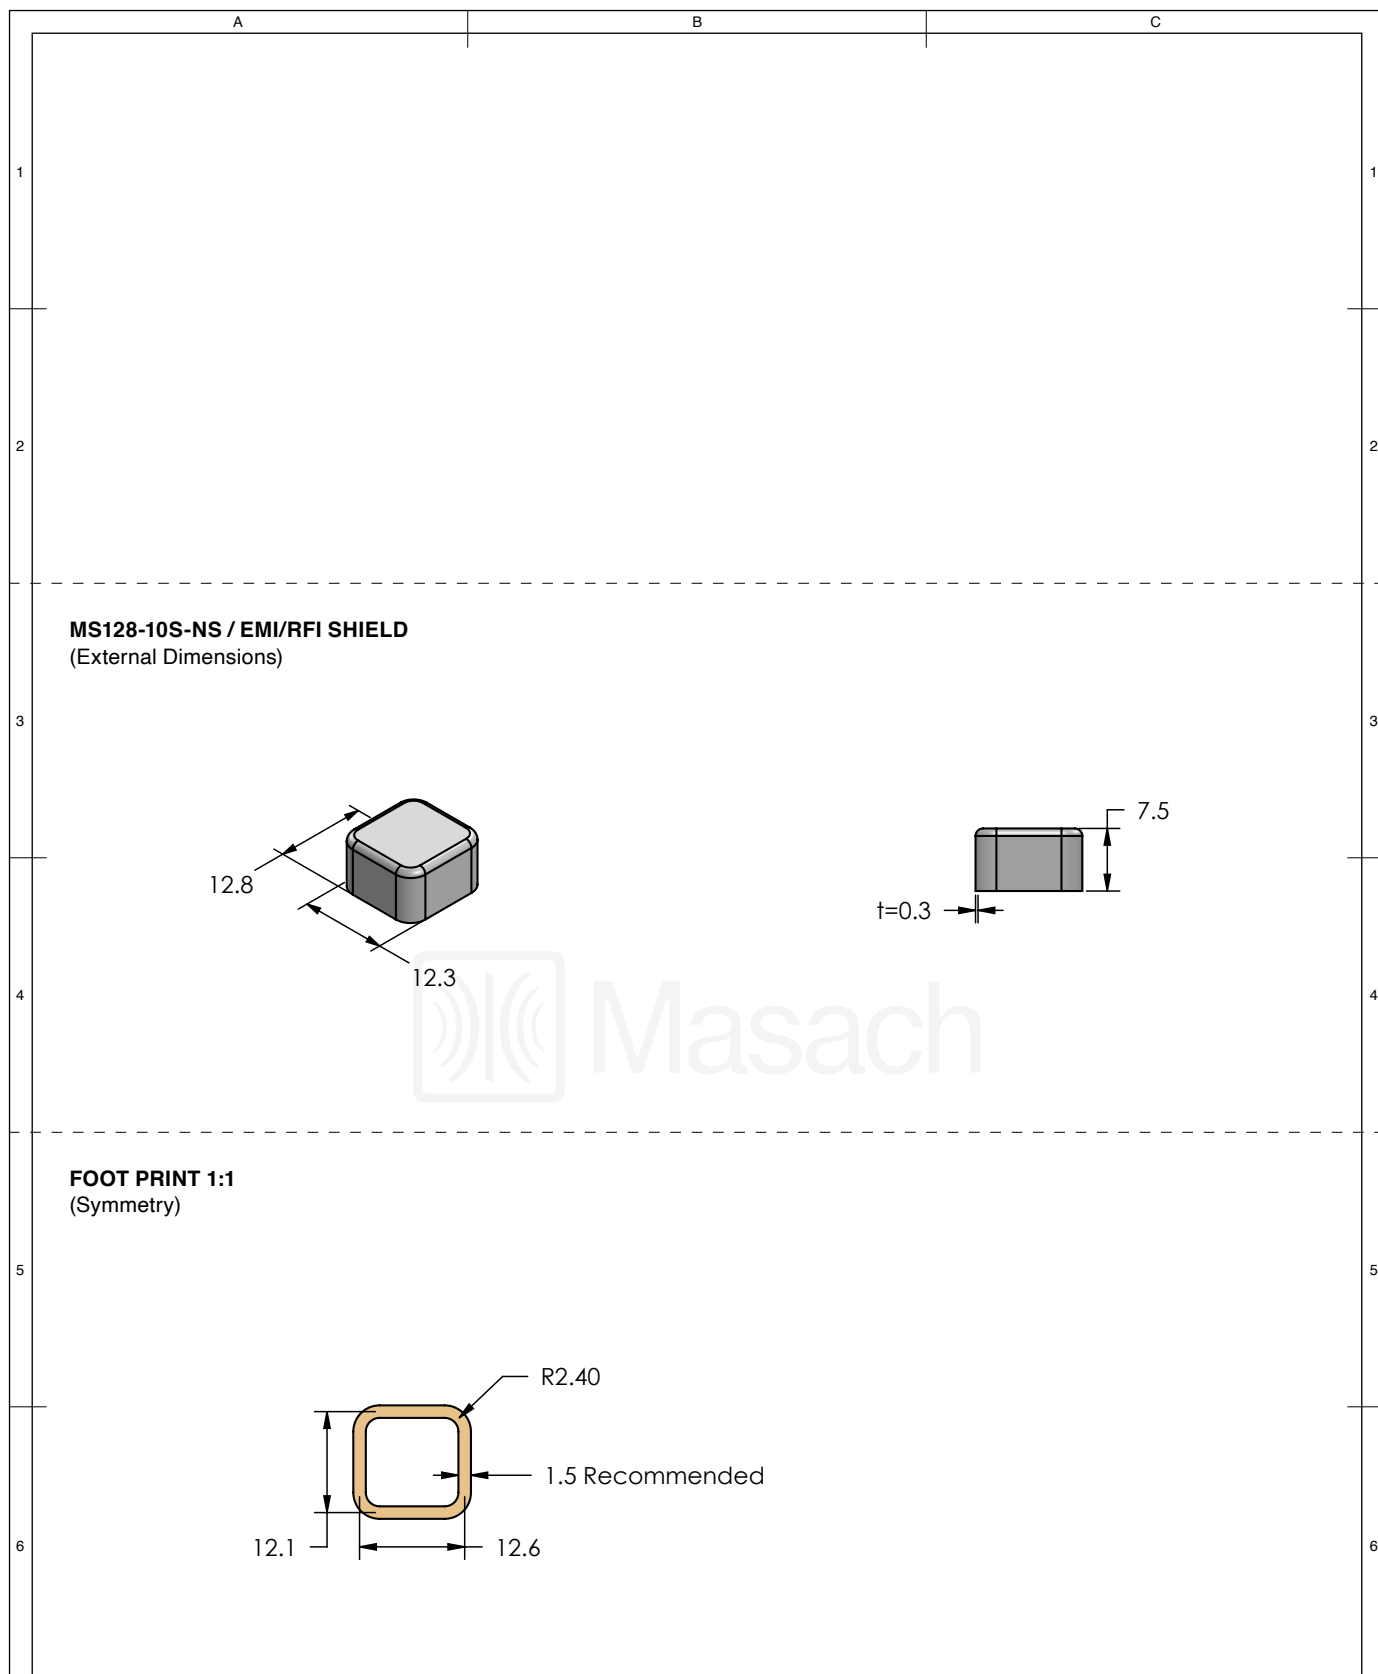 A B C
1 1
2 2
MS128-10S-NS / EMI/RFI SHIELD
(External Dimensions)
3 3
7.5
12.8
t=0.3
12.3
4 4
Masach
FOOT PRINT 1:1
(Symmetry)
5 5
R2.40
1.5 Recommended
12.1 12.6
6 6